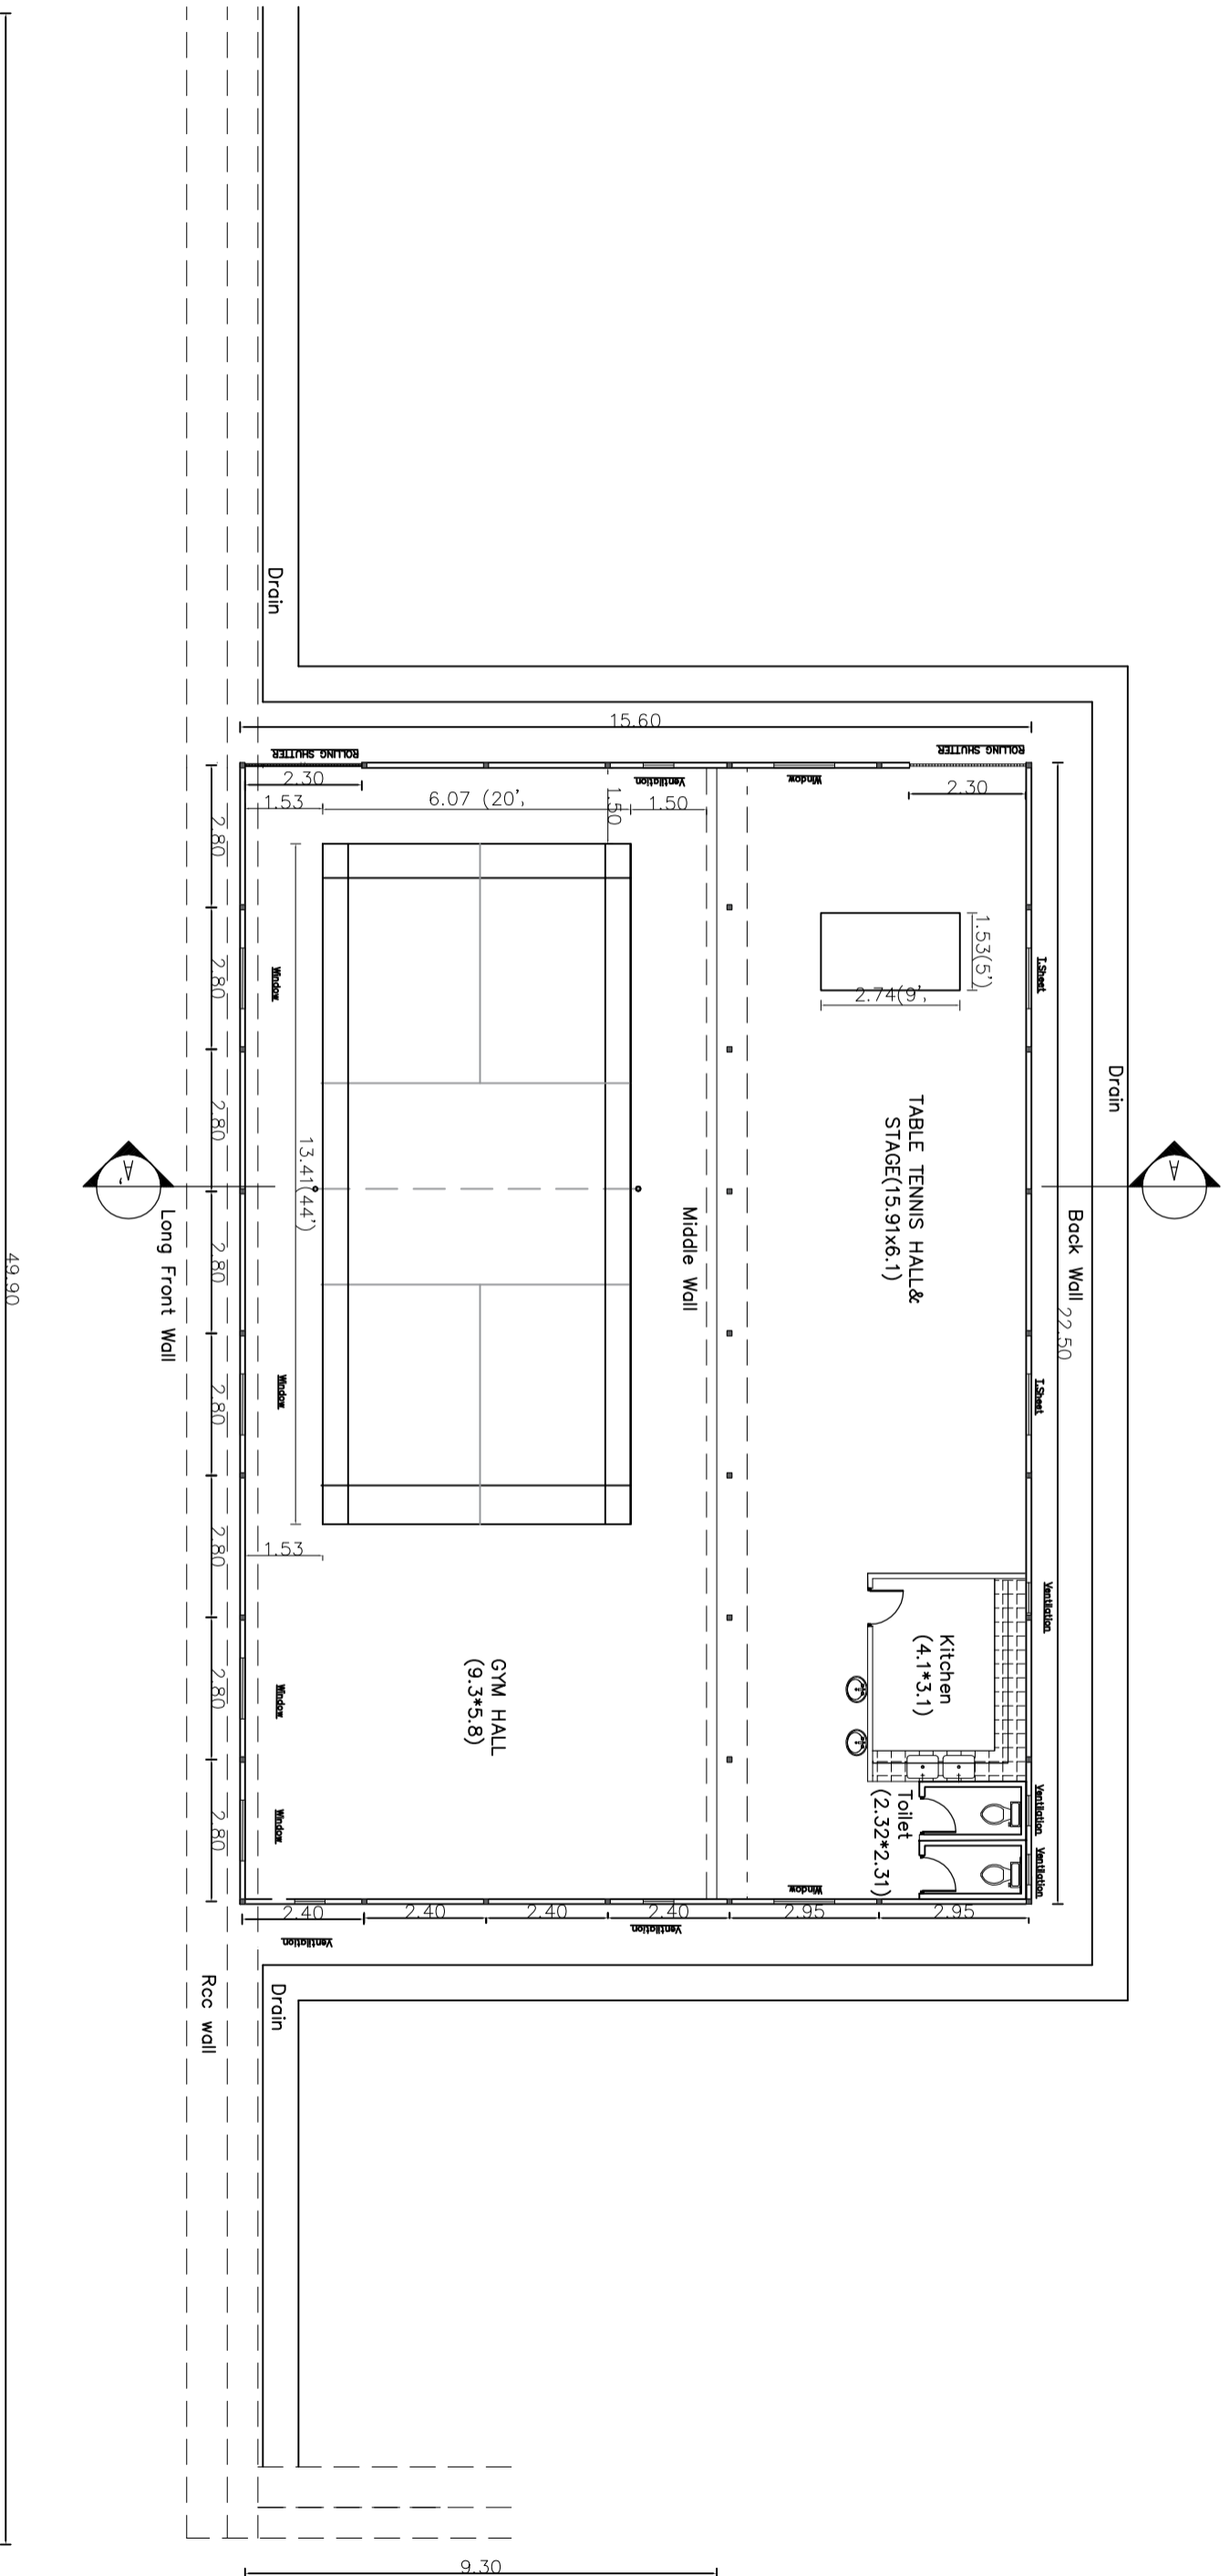 49.90
Drain
15.60
ROLLING SHUTTER
2.30
1.53
6.07 (20',
1.50
1.50
Ventilation
Window
ROLLING SHUTTER
2.30
2.80
2.80
2.80
2.80
2.80
2.80
2.80
2.80
Window
Window
Window
Window
1.53(5')
2.74(9',
I.Sheet
I.Sheet
Drain
TABLE TENNIS HALL&
STAGE(15.91x6.1)
13.41(44')
A'
A
Long Front Wall
Middle Wall
Back Wall
22.50
1.53
GYM HALL
(9.3*5.8)
Kitchen
(4.1*3.1)
Ventilation
Toilet
(2.32*2.31)
Ventilation
Ventilation
Window
2.40
2.40
2.40
2.40
2.95
2.95
Ventilation
Ventilation
Rcc wall
Drain
9.30